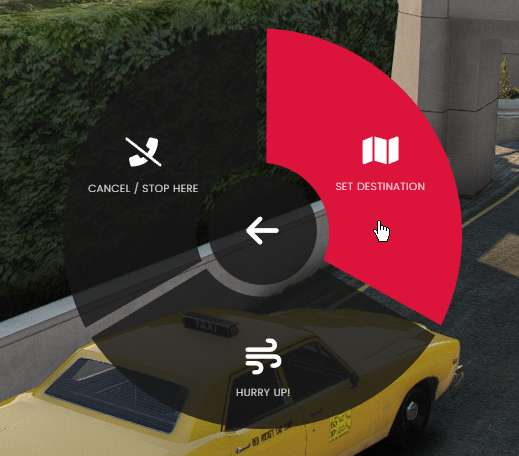 CANCEL / STOP HERE
SET DESTINATION
TAXI
HURRY UP!